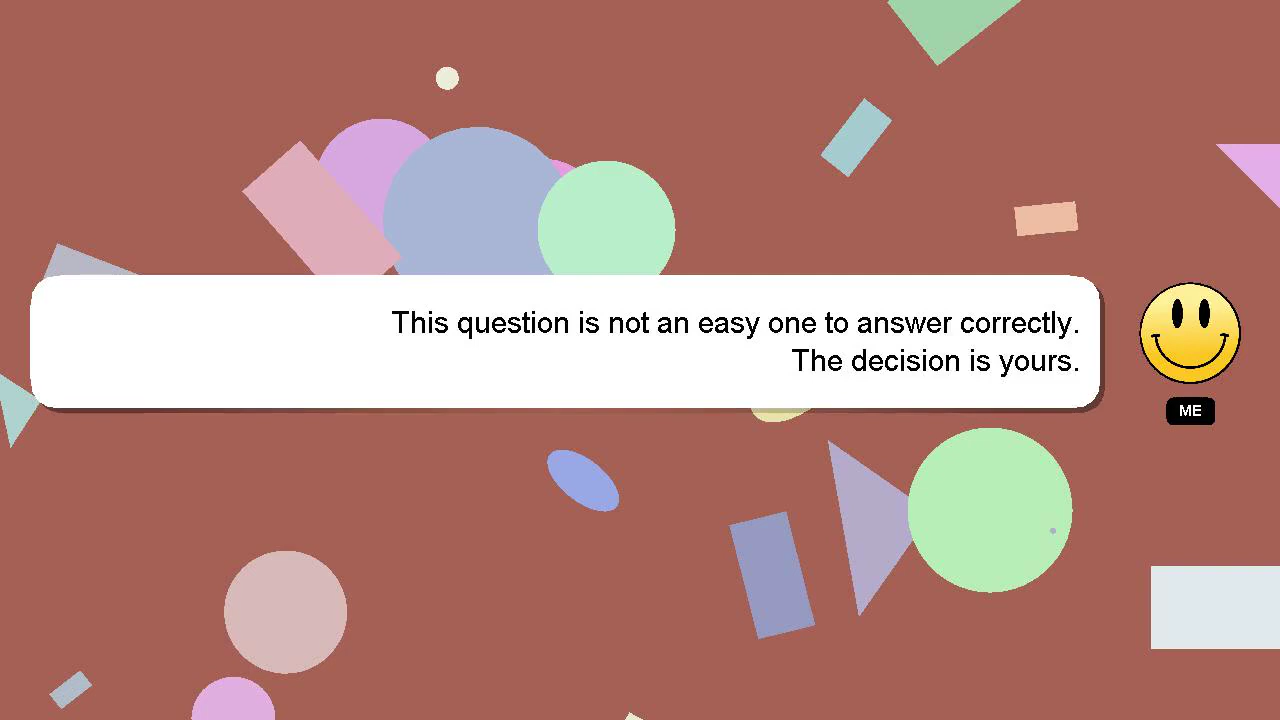 This question is not an easy one to answer correctly.
The decision is yours.
ME